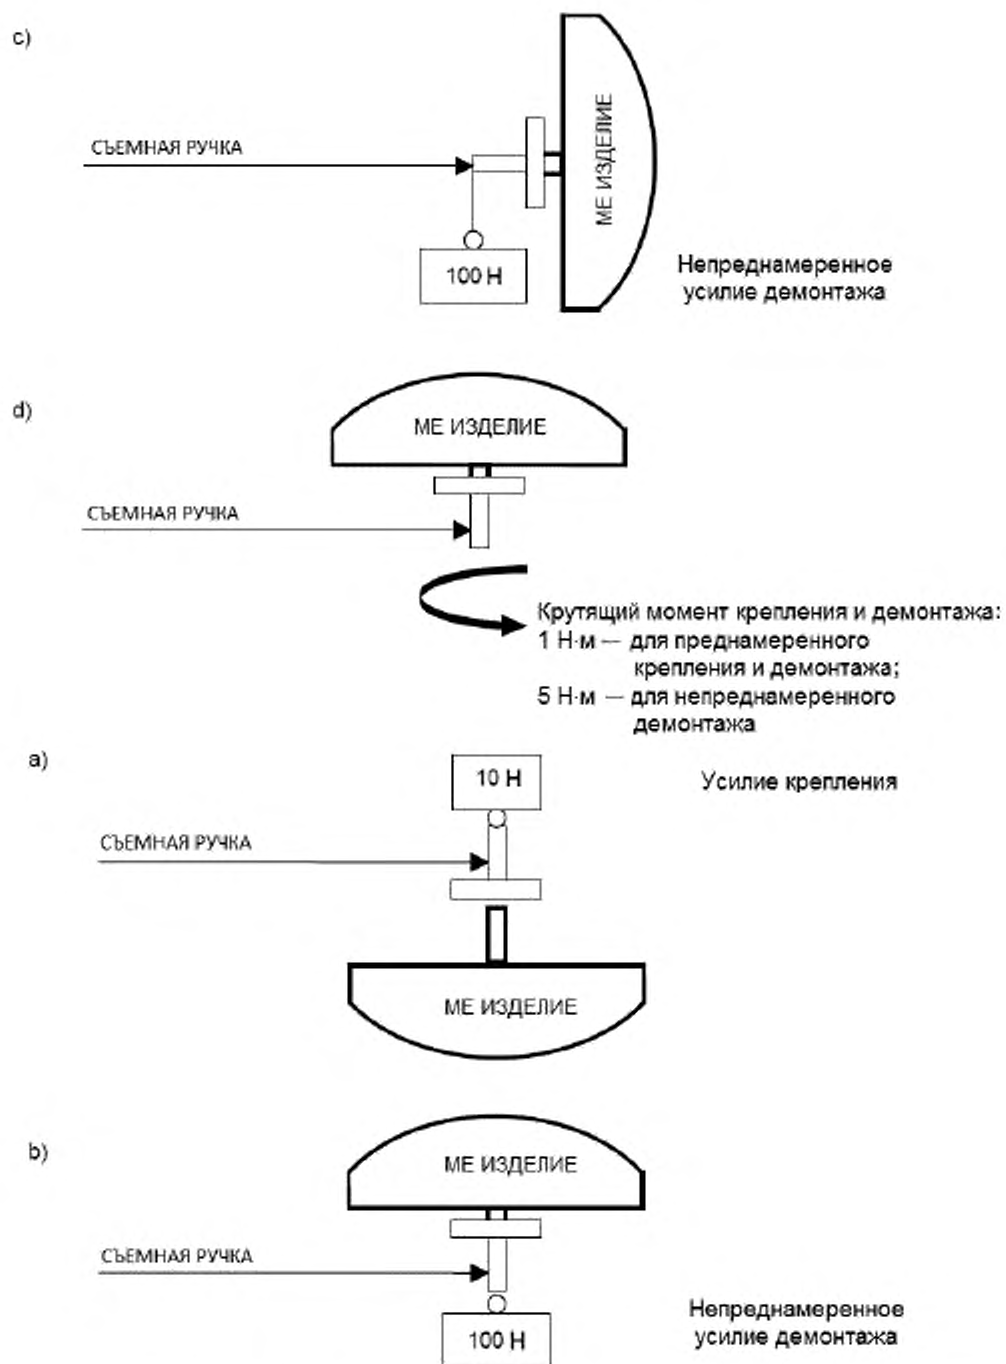 c)
МЕ ИЗДЕЛИЕ
СЪЕМНАЯ РУЧКА
100 Н
Непреднамеренное
усилие демонтажа
d)
МЕ ИЗДЕЛИЕ
СЪЕМНАЯ РУЧКА
Крутящий момент крепления и демонтажа:
1 Н·м — для преднамеренного
крепления и демонтажа;
5 Н·м — для непреднамеренного
демонтажа
a)
10 Н
Усилие крепления
СЪЕМНАЯ РУЧКА
МЕ ИЗДЕЛИЕ
b)
МЕ ИЗДЕЛИЕ
СЪЕМНАЯ РУЧКА
100 Н
Непреднамеренное
усилие демонтажа